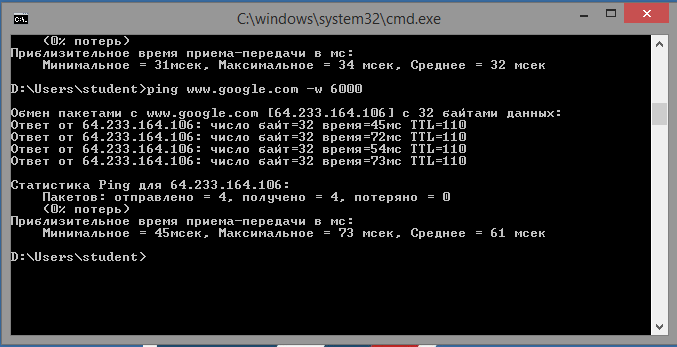 C:\windows\system32\cmd.exe
(0% потерь)
Приблизительное время приема-передачи в мс:
Минимальное = 31мсек, Максимальное = 34 мсек, Среднее = 32 мсек
D:\Users\student>ping www.google.com -w 6000
Обмен пакетами с www.google.com [64.233.164.106] с 32 байтами данных:
Ответ от 64.233.164.106: число байт=32 время=45мс TTL=110
Ответ от 64.233.164.106: число байт=32 время=72мс TTL=110
Ответ от 64.233.164.106: число байт=32 время=54мс TTL=110
Ответ от 64.233.164.106: число байт=32 время=73мс TTL=110
Статистика Ping для 64.233.164.106:
Пакетов: отправлено = 4, получено = 4, потеряно = 0
(0% потерь)
Приблизительное время приема-передачи в мс:
Минимальное = 45мсек, Максимальное = 73 мсек, Среднее = 61 мсек
D:\Users\student>